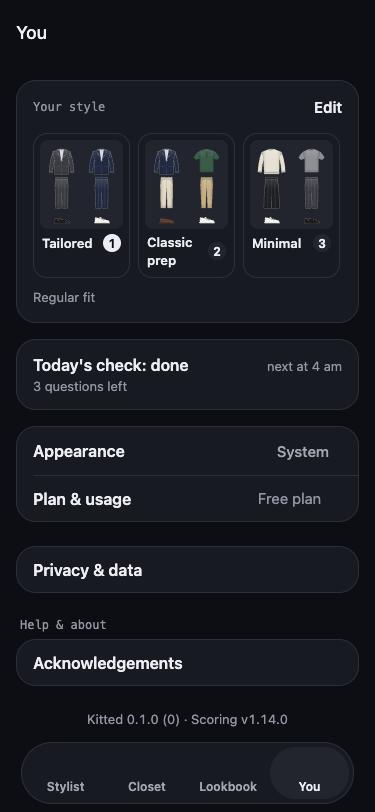 You
Your style
Edit
Tailored 1
Classic prep 2
Minimal 3
Regular fit
Today's check: done
next at 4 am
3 questions left
Appearance
System
Plan & usage
Free plan
Privacy & data
Help & about
Acknowledgements
Kitted 0.1.0 (0) · Scoring v1.14.0
Stylist
Closet
Lookbook
You